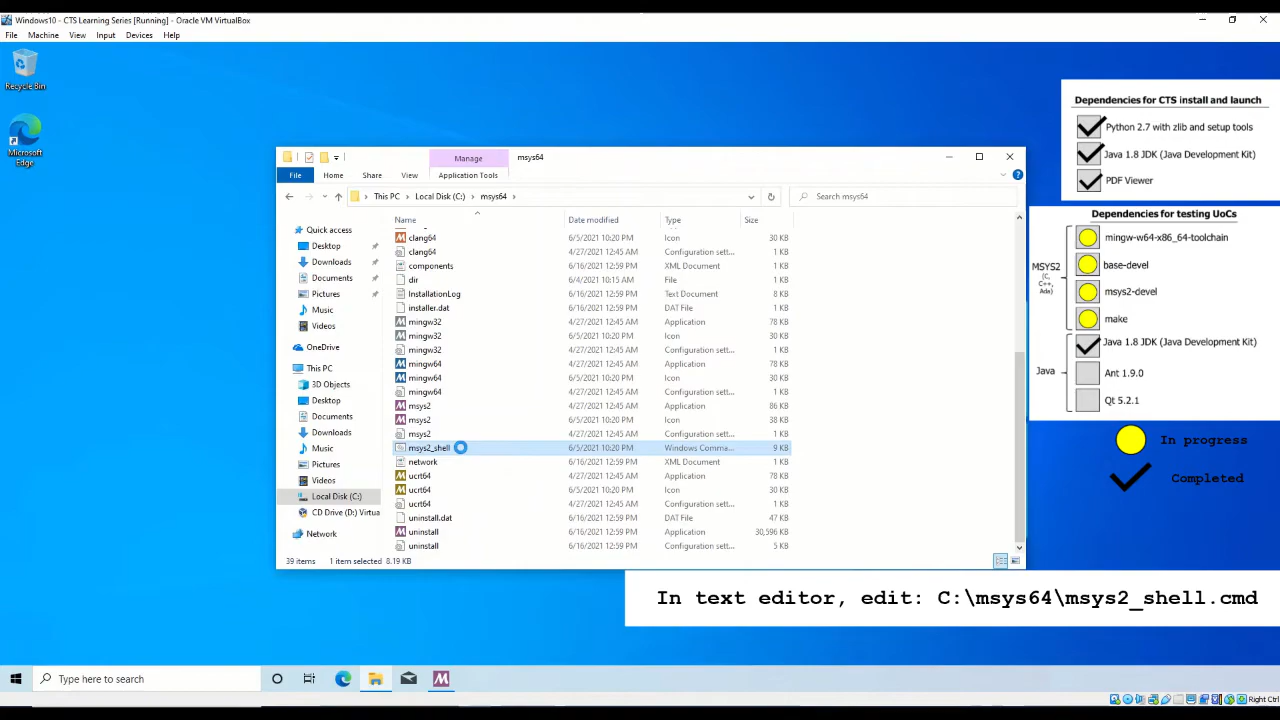 Windows10 - CTS Learning Series [Running] - Oracle VM VirtualBox
File Machine View Input Devices Help
Recycle Bin
Microsoft
Edge
Manage msys64
File Home Share View Application Tools
This PC Local Disk (C:) msys64
Search msys64
Quick access
Desktop
Downloads
Documents
Pictures
Music
Videos
OneDrive
This PC
3D Objects
Desktop
Documents
Downloads
Music
Pictures
Videos
Local Disk (C:)
CD Drive (D:) Virtua
Network
Name Date modified Type Size
clang64 6/5/2021 10:20 PM Icon 30 KB
clang64 4/27/2021 12:45 AM Configuration sett... 1 KB
components 6/16/2021 12:59 PM XML Document 1 KB
dir 6/4/2021 10:15 AM File 1 KB
InstallationLog 6/16/2021 12:59 PM Text Document 8 KB
installer.dat 6/16/2021 12:59 PM DAT File 1 KB
mingw32 4/27/2021 12:45 AM Application 78 KB
mingw32 6/5/2021 10:20 PM Icon 30 KB
mingw32 4/27/2021 12:45 AM Configuration sett... 1 KB
mingw64 4/27/2021 12:45 AM Application 78 KB
mingw64 6/5/2021 10:20 PM Icon 30 KB
mingw64 4/27/2021 12:45 AM Configuration sett... 1 KB
msys2 4/27/2021 12:45 AM Application 86 KB
msys2 6/5/2021 10:20 PM Icon 38 KB
msys2 4/27/2021 12:45 AM Configuration sett... 1 KB
msys2_shell 6/5/2021 10:20 PM Windows Comma... 9 KB
network 6/16/2021 12:59 PM XML Document 1 KB
ucrt64 4/27/2021 12:45 AM Application 78 KB
ucrt64 6/5/2021 10:20 PM Icon 30 KB
ucrt64 4/27/2021 12:45 AM Configuration sett... 1 KB
uninstall.dat 6/16/2021 12:59 PM DAT File 47 KB
uninstall 6/16/2021 12:59 PM Application 30,596 KB
uninstall 6/16/2021 12:59 PM Configuration sett... 5 KB
39 items 1 item selected 8.19 KB
Dependencies for CTS install and launch
Python 2.7 with zlib and setup tools
Java 1.8 JDK (Java Development Kit)
PDF Viewer
Dependencies for testing UoCs
MSYS2
(C,
C++,
Ada)
mingw-w64-x86_64-toolchain
base-devel
msys2-devel
make
Java
Java 1.8 JDK (Java Development Kit)
Ant 1.9.0
Qt 5.2.1
In progress
Completed
In text editor, edit: C:\msys64\msys2_shell.cmd
Type here to search
Right Ctrl